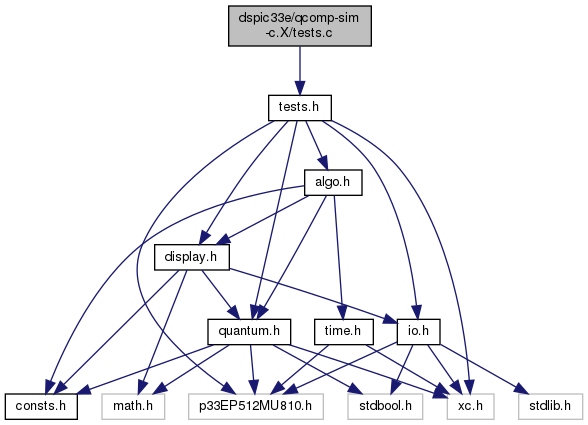 dspic33e/qcomp-sim
-c.X/tests.c
tests.h
algo.h
display.h
quantum.h
time.h
io.h
consts.h
math.h
p33EP512MU810.h
stdbool.h
xc.h
stdlib.h